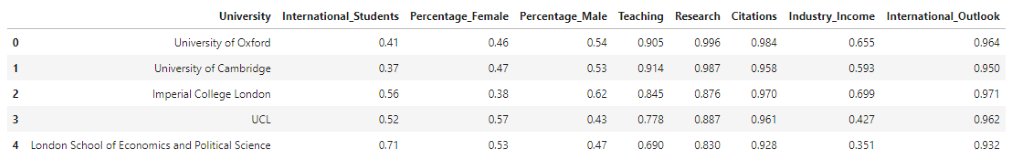 University International_Students Percentage_Female Percentage_Male Teaching Research Citations Industry_Income International_Outlook
0 University of Oxford 0.41 0.46 0.54 0.905 0.996 0.984 0.655 0.964
1 University of Cambridge 0.37 0.47 0.53 0.914 0.987 0.958 0.593 0.950
2 Imperial College London 0.56 0.38 0.62 0.845 0.876 0.970 0.699 0.971
3 UCL 0.52 0.57 0.43 0.778 0.887 0.961 0.427 0.962
4 London School of Economics and Political Science 0.71 0.53 0.47 0.690 0.830 0.928 0.351 0.932